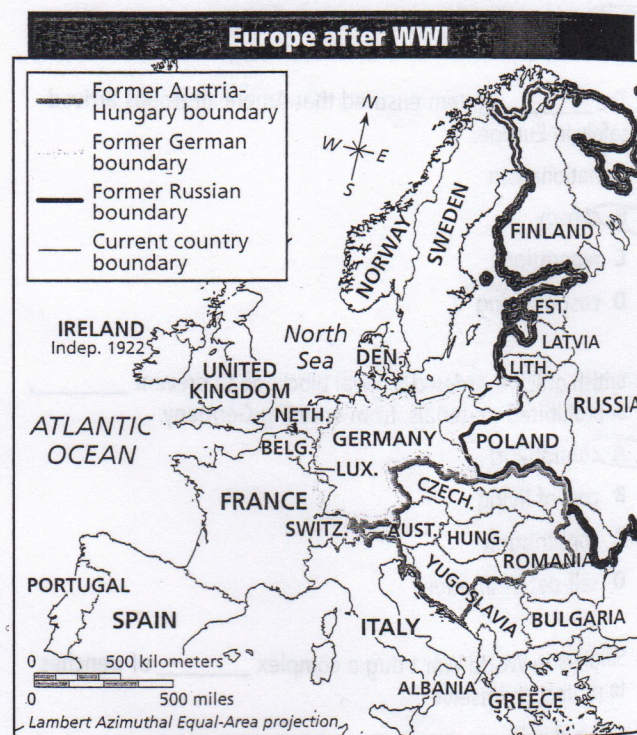 Europe after WWI
Former Austria-
Hungary boundary
Former German
boundary
Former Russian
boundary
Current country
boundary
N
W
E
S
NORWAY
SWEDEN
FINLAND
EST.
LATVIA
LITH.
RUSSIA
IRELAND
Indep. 1922
North
Sea
DEN.
UNITED
KINGDOM
NETH.
ATLANTIC
OCEAN
BELG.
GERMANY
POLAND
LUX.
CZECH.
FRANCE
SWITZ.
AUST.
HUNG.
ROMANIA
YUGOSLAVIA
PORTUGAL
SPAIN
ITALY
BULGARIA
ALBANIA
GREECE
0
500 kilometers
0
500 miles
Lambert Azimuthal Equal-Area projection